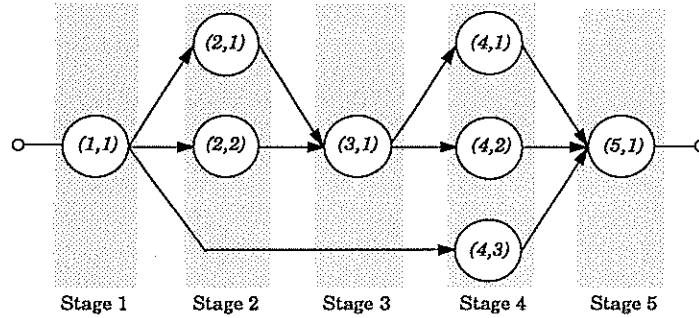 (2,1) (4,1)
(1,1) (2,2) (3,1) (4,2) (5,1)
(4,3)
Stage 1 Stage 2 Stage 3 Stage 4 Stage 5